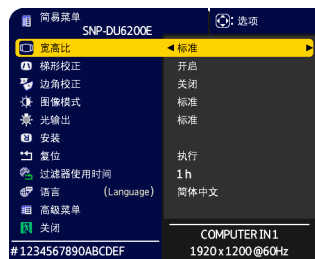 简易菜单
SNP-DU6200E
：选项
宽高比 标准
梯形校正 开启
边角校正 关闭
图像模式 标准
光输出 标准
安装
复位 执行
过滤器使用时间 1 h
语言 (Language) 简体中文
高级菜单
关闭
#1234567890ABCDEF
COMPUTER IN 1
1920 x 1200 @60Hz